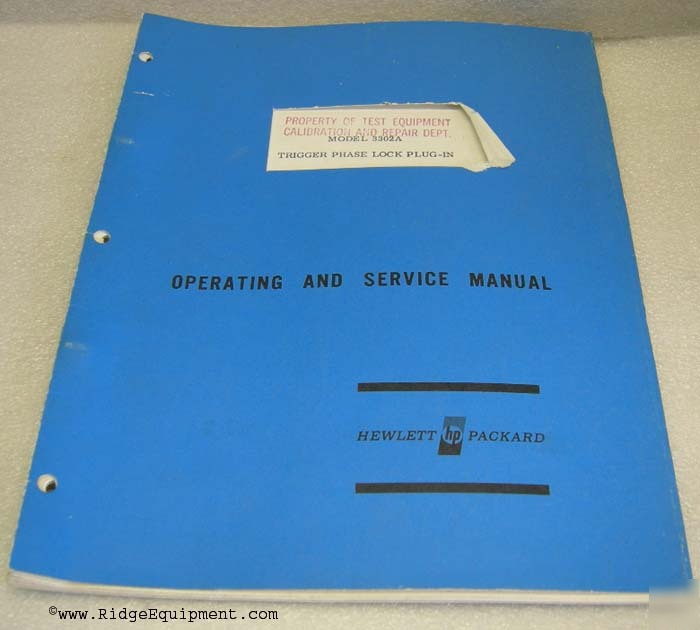 PROPERTY OF TEST EQUIPMENT
CALIBRATION AND REPAIR DEPT.
MODEL 3302A
TRIGGER PHASE LOCK PLUG-IN
OPERATING AND SERVICE MANUAL
HEWLETT hp PACKARD
©www.RidgeEquipment.com